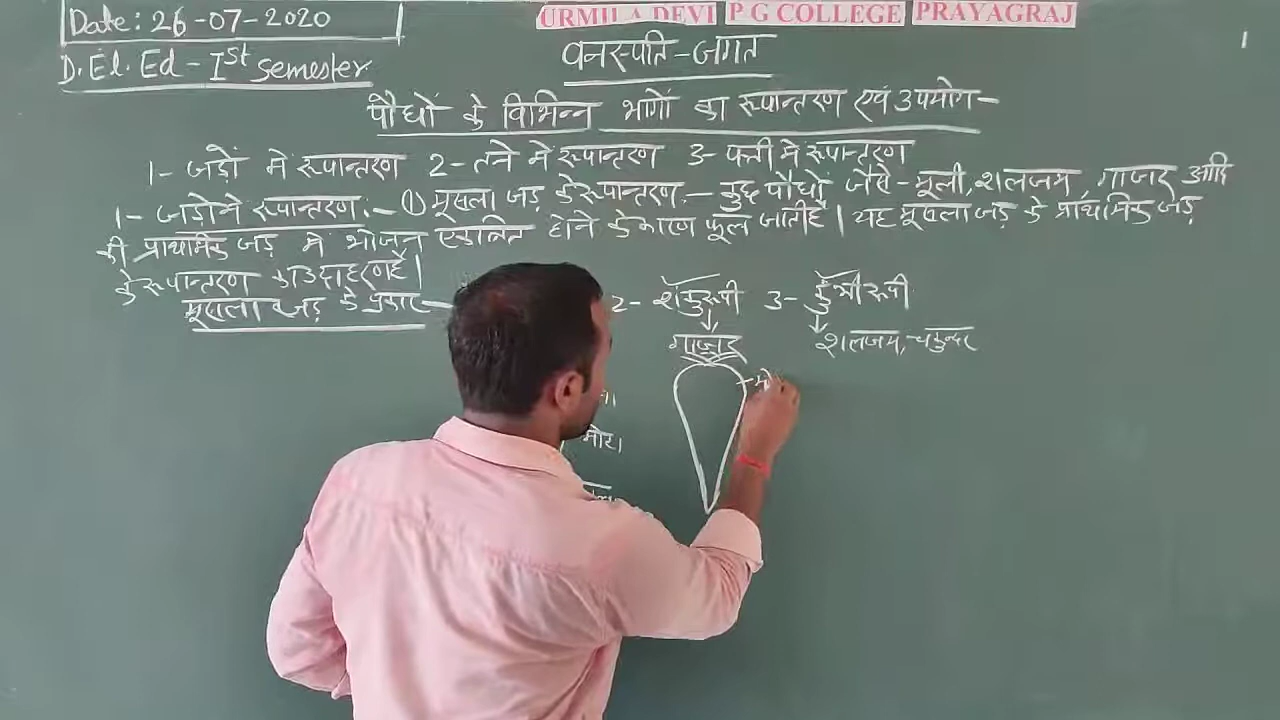 Date: 26-07-2020
URMILA DEVI P G COLLEGE PRAYAGRAJ
D. El. Ed - Ist semester
वनस्पति-जगत
पौधों के विभिन्न भागों का रूपान्तरण एवं उपयोग-
1- जड़ों में रूपान्तरण 2- तने में रूपान्तरण 3- पत्ती में रूपान्तरण
1- जड़ों में रूपान्तरण:- ① मूसला जड़ के रूपान्तरण:- कुछ पौधों जैसे- मूली, शलजम, गाजर आदि
की प्राथमिक जड़ में भोजन एकत्रित होने के कारण फूल जाती है। यह मूसला जड़ के प्राथमिक जड़
के रूपान्तरण का उदाहरण है।
मूसला जड़ के प्रकार- 2- शंकुरूपी 3- कुंभीरूपी
गाजर शलजम, चकुन्दर
1